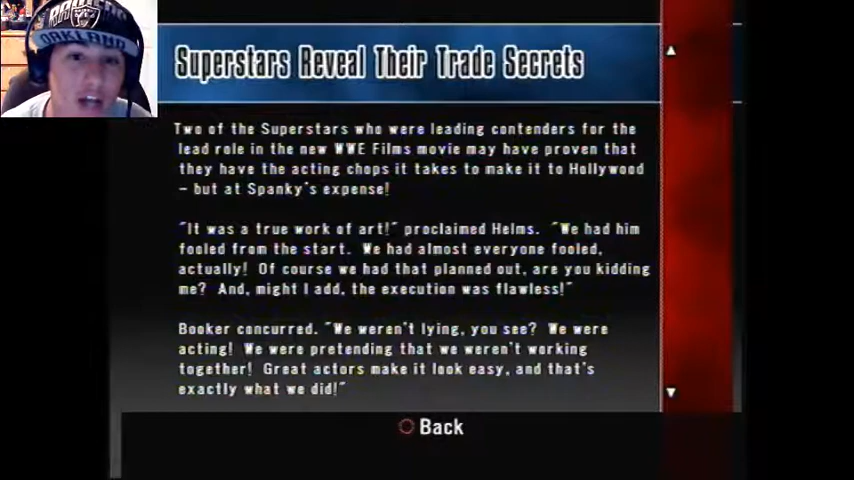 RAIDERS
OAKLAND
Superstars Reveal Their Trade Secrets
Two of the Superstars who were leading contenders for the
lead role in the new WWE Films movie may have proven that
they have the acting chops it takes to make it to Hollywood
- but at Spanky's expense!
"It was a true work of art!" proclaimed Helms. "We had him
fooled from the start. We had almost everyone fooled,
actually! Of course we had that planned out, are you kidding
me? And, might I add, the execution was flawless!"
Booker concurred. "We weren't lying, you see? We were
acting! We were pretending that we weren't working
together! Great actors make it look easy, and that's
exactly what we did!"
Back